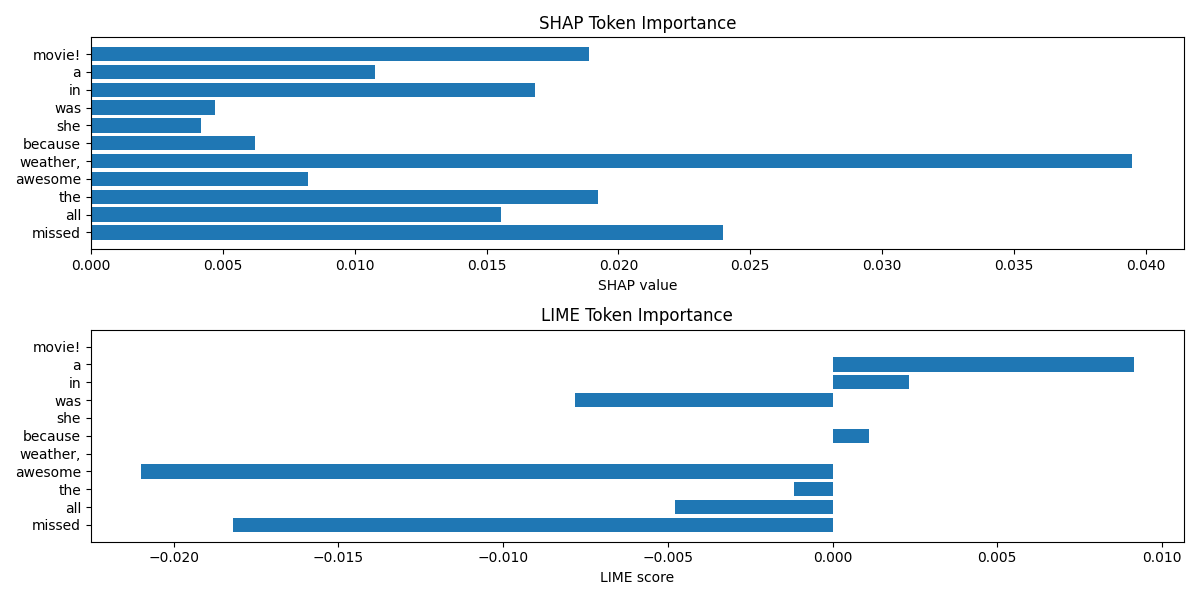 SHAP Token Importance
movie!
a
in
was
she
because
weather,
awesome
the
all
missed
0.000 0.005 0.010 0.015 0.020 0.025 0.030 0.035 0.040
SHAP value
LIME Token Importance
movie!
a
in
was
she
because
weather,
awesome
the
all
missed
−0.020 −0.015 −0.010 −0.005 0.000 0.005 0.010
LIME score